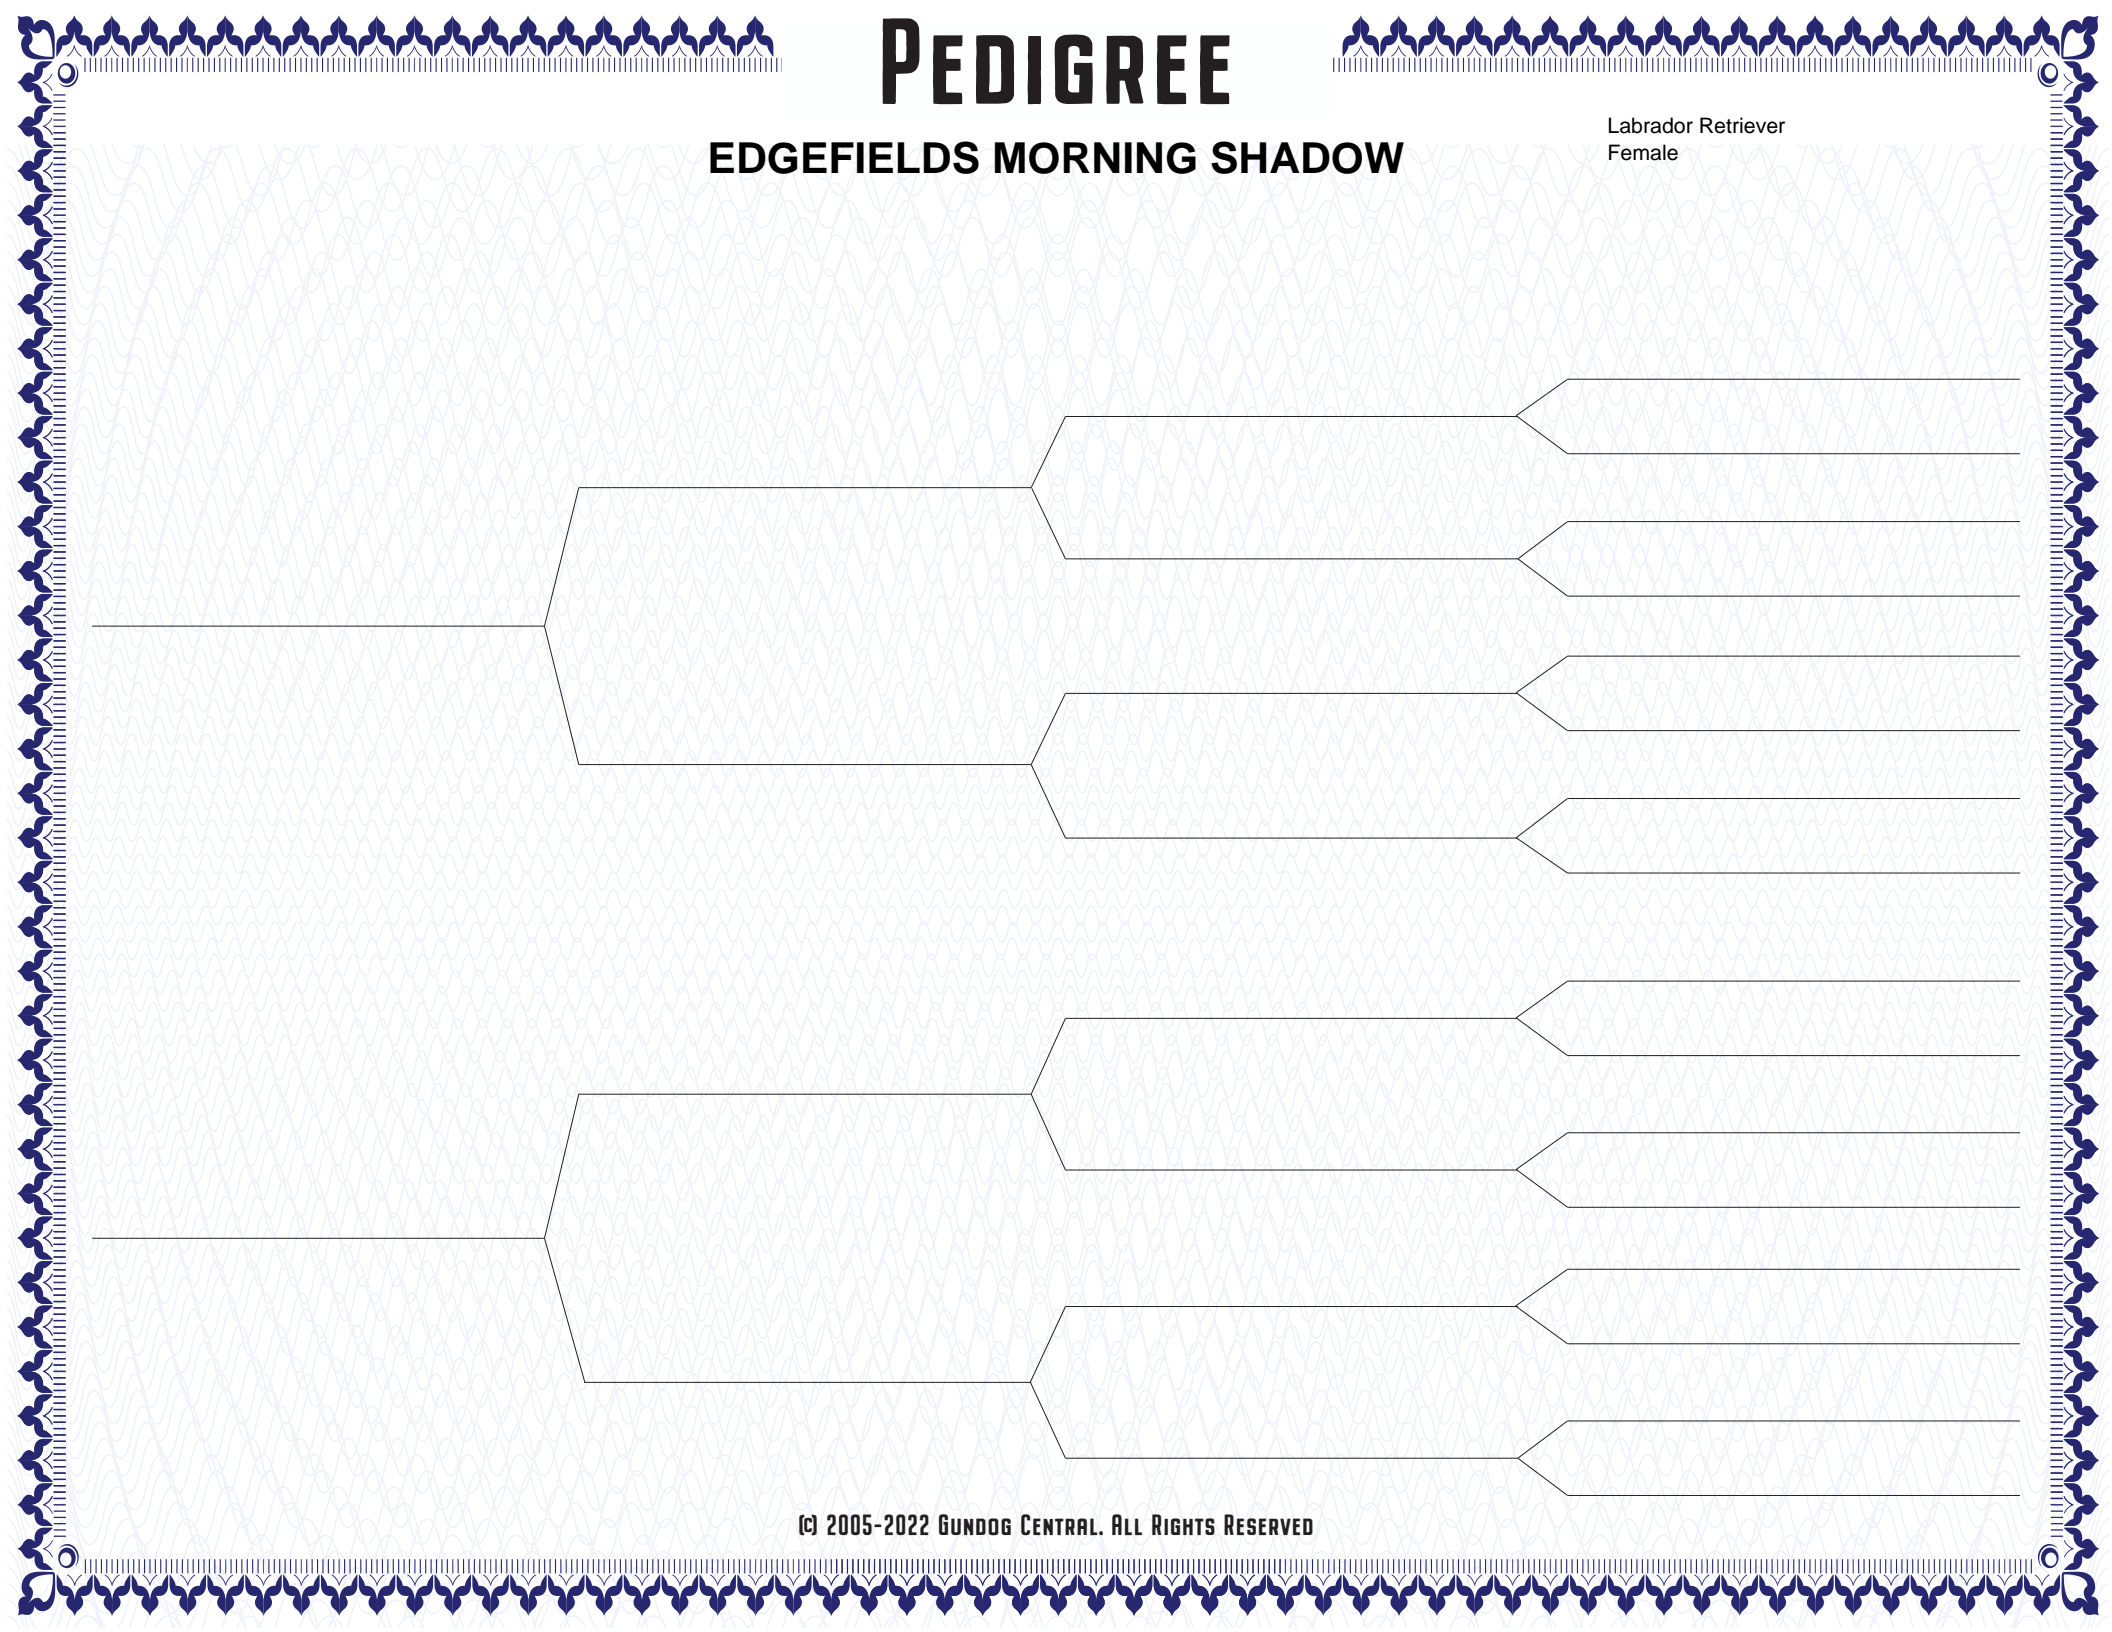 PEDIGREE
EDGEFIELDS MORNING SHADOW
Labrador Retriever
Female
(C) 2005-2022 GUNDOG CENTRAL. ALL RIGHTS RESERVED